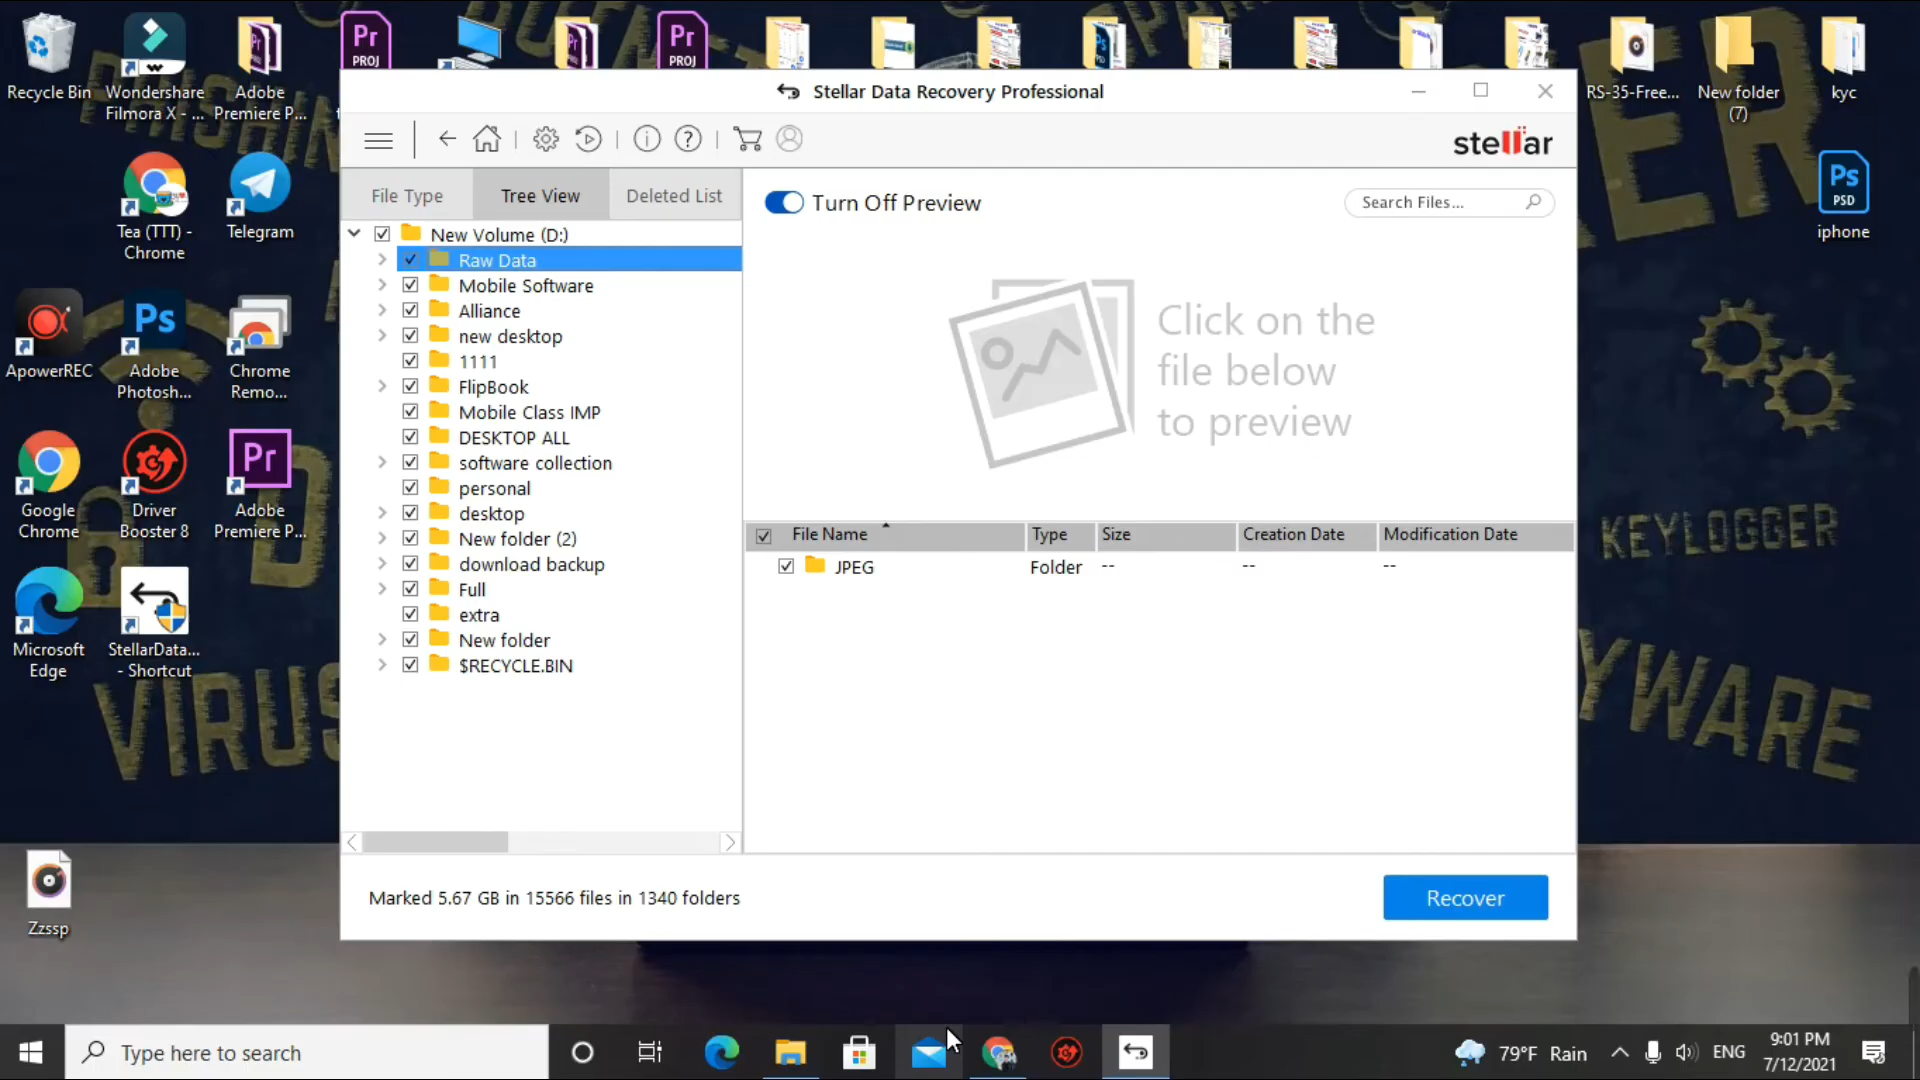 Recycle Bin
Wondershare
Filmora X - ...
Adobe
Premiere P...
Pr
PROJ
Pr
PROJ
RS-35-Free...
New folder
(7)
kyc
Stellar Data Recovery Professional
stellar
File Type
Tree View
Deleted List
Turn Off Preview
Search Files...
New Volume (D:)
Raw Data
Mobile Software
Alliance
new desktop
1111
FlipBook
Mobile Class IMP
DESKTOP ALL
software collection
personal
desktop
New folder (2)
download backup
Full
extra
New folder
$RECYCLE.BIN
Click on the
file below
to preview
File Name
Type
Size
Creation Date
Modification Date
JPEG
Folder
--
--
--
Marked 5.67 GB in 15566 files in 1340 folders
Recover
Tea (TTT) -
Chrome
Telegram
Ps
PSD
iphone
ApowerREC
Ps
Adobe
Photosh...
Chrome
Remo...
Google
Chrome
Driver
Booster 8
Pr
Adobe
Premiere P...
Microsoft
Edge
StellarData...
- Shortcut
Zzssp
KEYLOGGER
VIRUS
Type here to search
79°F Rain
ENG
9:01 PM
7/12/2021